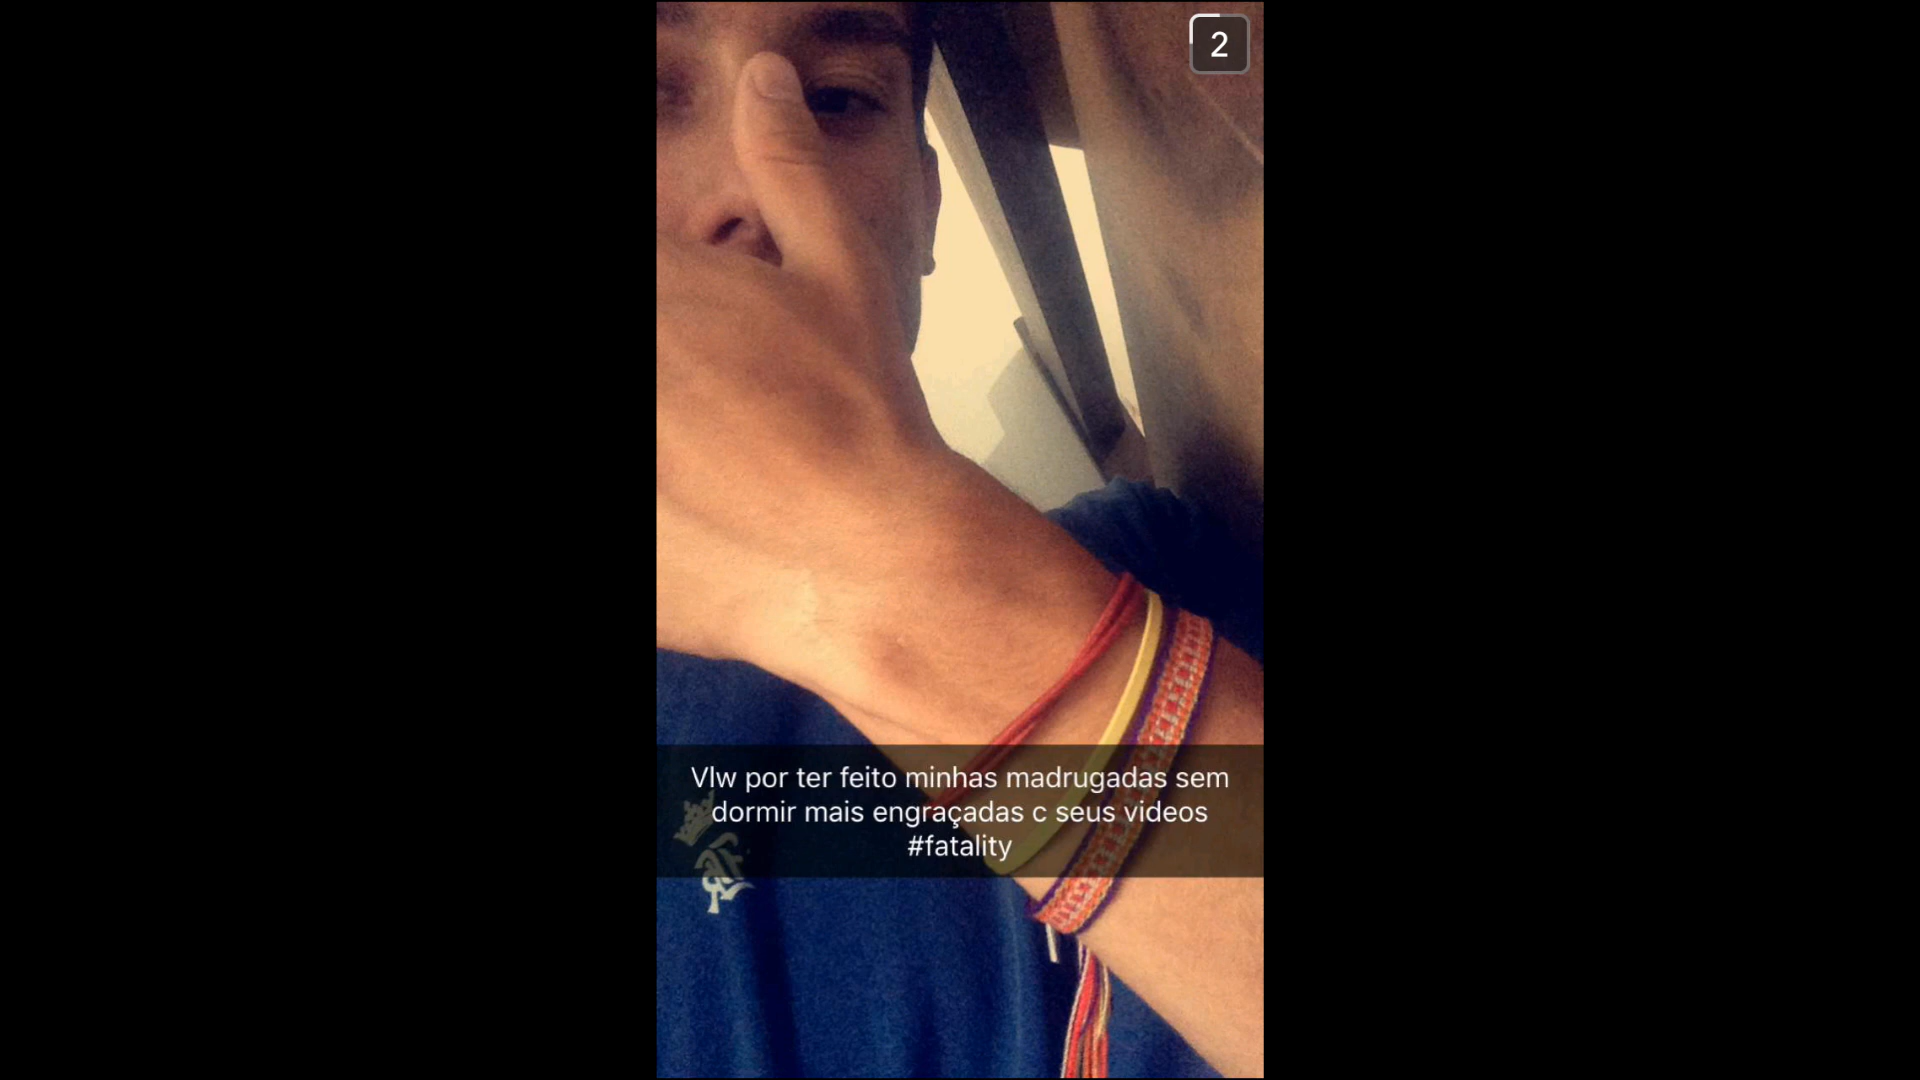 2
Vlw por ter feito minhas madrugadas sem
dormir mais engraçadas c seus videos
#fatality